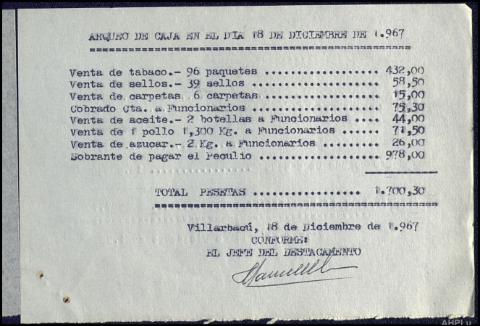 ARQUEO DE CAJA EN EL DIA 18 DE DICIEMBRE DE 1.967
Venta de tabaco.- 96 paquetes .................. 432,00
Venta de sellos.- 39 sellos .................... 58,50
Venta de carpetas, 6 carpetas .................. 15,00
Cobrado Cta. a Funcionarios .................... 75,30
Venta de aceite.- 2 botellas a Funcionarios .... 44,00
Venta de 1 pollo 1,300 Kg. a Funcionarios ...... 71,50
Venta de azucar.- 2 Kg. a Funcionarios ......... 26,00
Sobrante de pagar el Peculio ................... 978,00
TOTAL PESETAS ............... 1.700,30
Villarbacú, 18 de Diciembre de 1.967
CONFORME:
EL JEFE DEL DESTACAMENTO
AHPLu